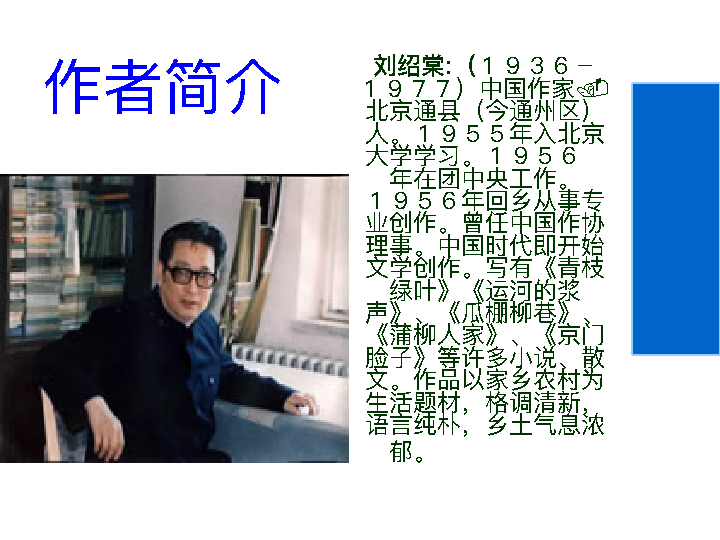 作者简介
刘绍棠:（１９３６－
１９７７）中国作家
北京通县（今通州区）
人。１９５５年入北京
大学学习。１９５６
年在团中央工作。
１９５６年回乡从事专
业创作。曾任中国作协
理事。中国时代即开始
文学创作。写有《青枝
绿叶》《运河的浆
声》、《瓜棚柳巷》、
《蒲柳人家》、《京门
脸子》等许多小说、散
文。作品以家乡农村为
生活题材，格调清新，
语言纯朴，乡土气息浓
郁。